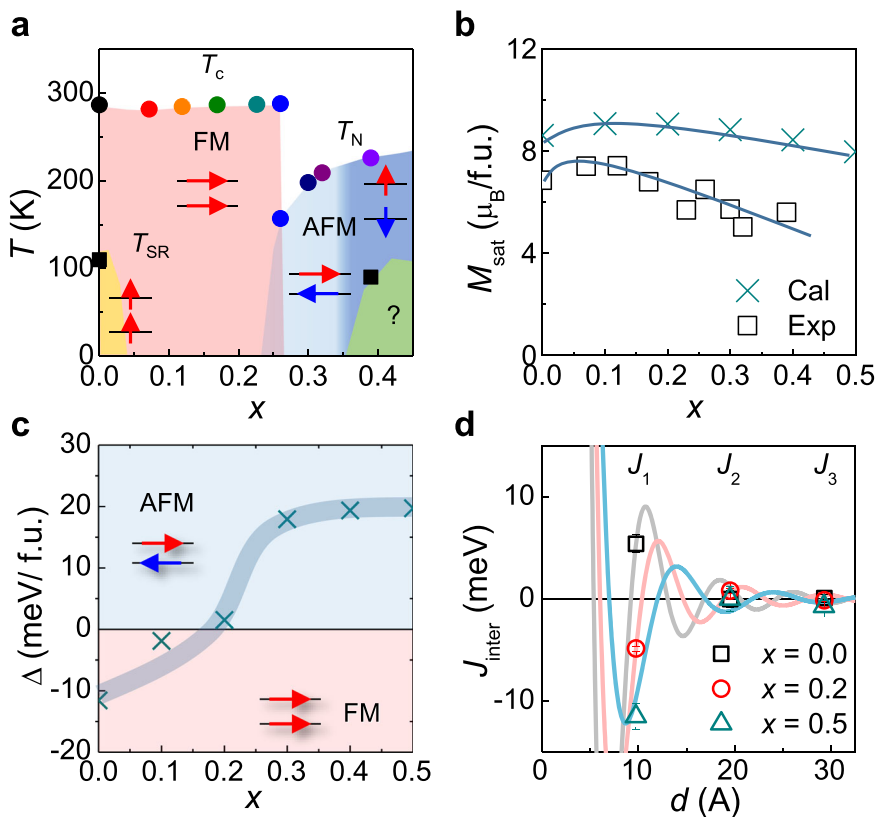 a
T_c
T_N
FM
AFM
T_SR
?
T (K)
300
200
100
0
0.0 0.1 0.2 0.3 0.4
x
b
M_sat (μ_B/f.u.)
12
8
4
0
Cal
Exp
0.0 0.1 0.2 0.3 0.4 0.5
x
c
Δ (meV/ f.u.)
30
20
10
0
-10
-20
AFM
FM
0.0 0.1 0.2 0.3 0.4 0.5
x
d
J_1 J_2 J_3
J_inter (meV)
10
0
-10
x = 0.0
x = 0.2
x = 0.5
0 10 20 30
d (A)